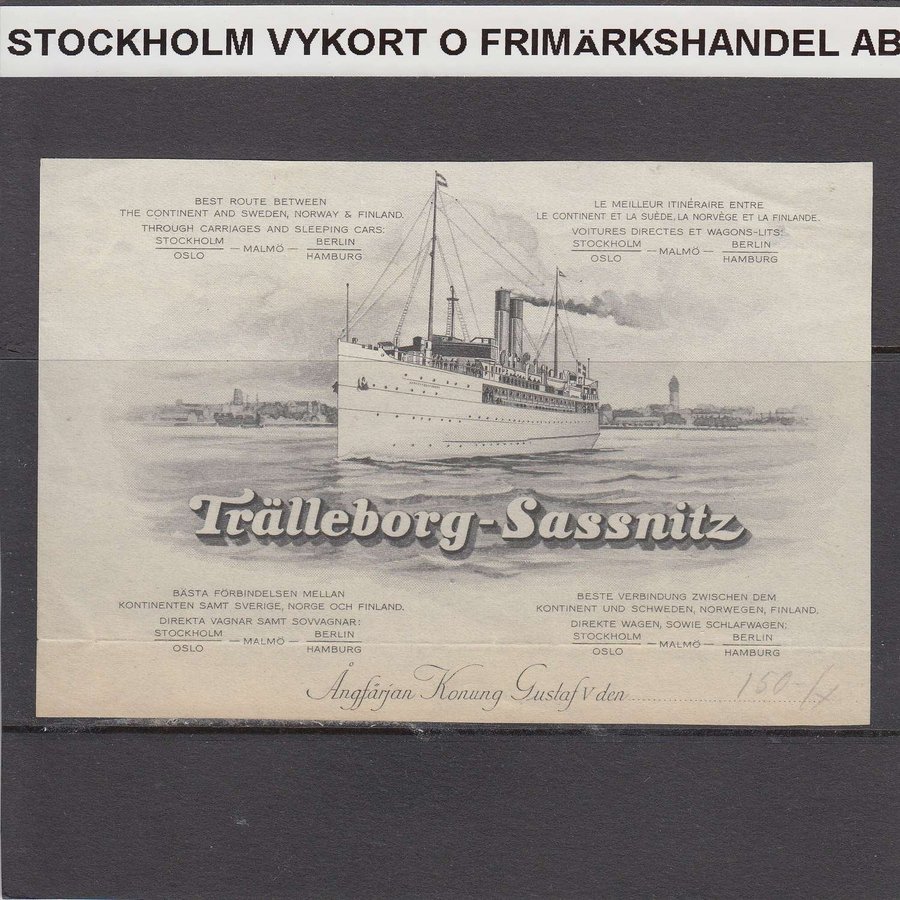 STOCKHOLM VYKORT O FRIMÄRKSHANDEL AB
BEST ROUTE BETWEEN
THE CONTINENT AND SWEDEN, NORWAY & FINLAND.
THROUGH CARRIAGES AND SLEEPING CARS:
STOCKHOLM
OSLO
— MALMÖ —
BERLIN
HAMBURG
LE MEILLEUR ITINÉRAIRE ENTRE
LE CONTINENT ET LA SUÈDE, LA NORVÈGE ET LA FINLANDE.
VOITURES DIRECTES ET WAGONS-LITS:
STOCKHOLM
OSLO
— MALMÖ —
BERLIN
HAMBURG
Trälleborg-Sassnitz
BÄSTA FÖRBINDELSEN MELLAN
KONTINENTEN SAMT SVERIGE, NORGE OCH FINLAND.
DIREKTA VAGNAR SAMT SOVVAGNAR:
STOCKHOLM
OSLO
— MALMÖ —
BERLIN
HAMBURG
BESTE VERBINDUNG ZWISCHEN DEM
KONTINENT UND SCHWEDEN, NORWEGEN, FINLAND.
DIREKTE WAGEN, SOWIE SCHLAFWAGEN:
STOCKHOLM
OSLO
— MALMÖ —
BERLIN
HAMBURG
Ångfärjan Konung Gustaf V den
150